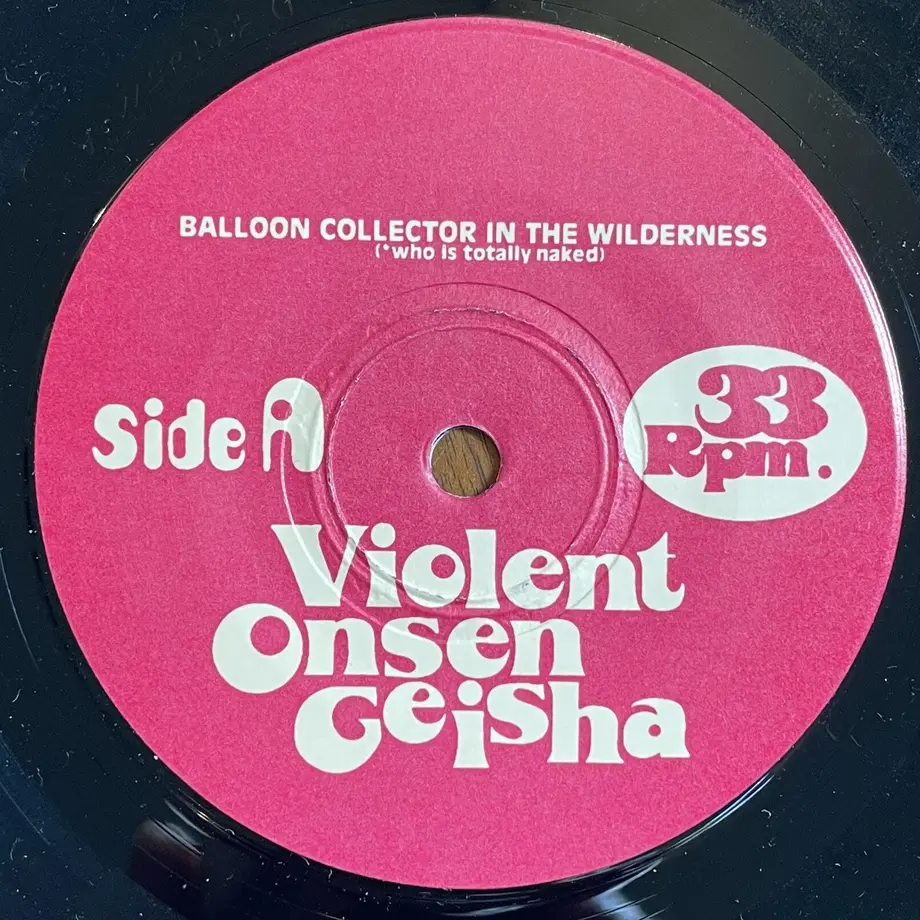 BALLOON COLLECTOR IN THE WILDERNESS
(*who is totally naked)
Side A
33
Rpm.
Violent
Onsen
Geisha